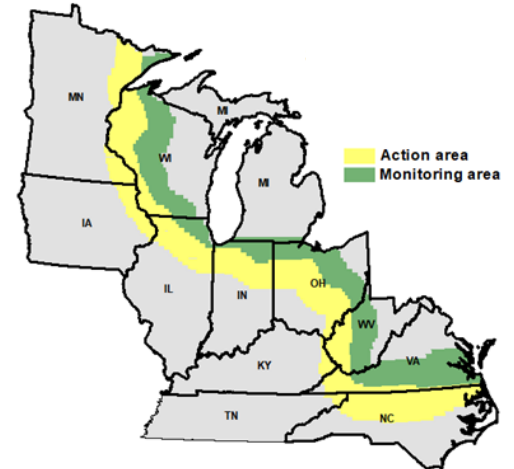 MN
MI
WI
MI
Action area
Monitoring area
IA
IL
IN
OH
WV
KY
VA
TN
NC